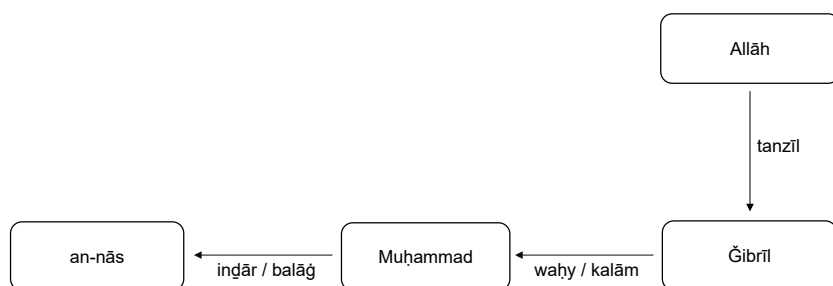 Allāh
tanzīl
an-nās
inḏār / balāġ
Muḥammad
waḥy / kalām
Ǧibrīl